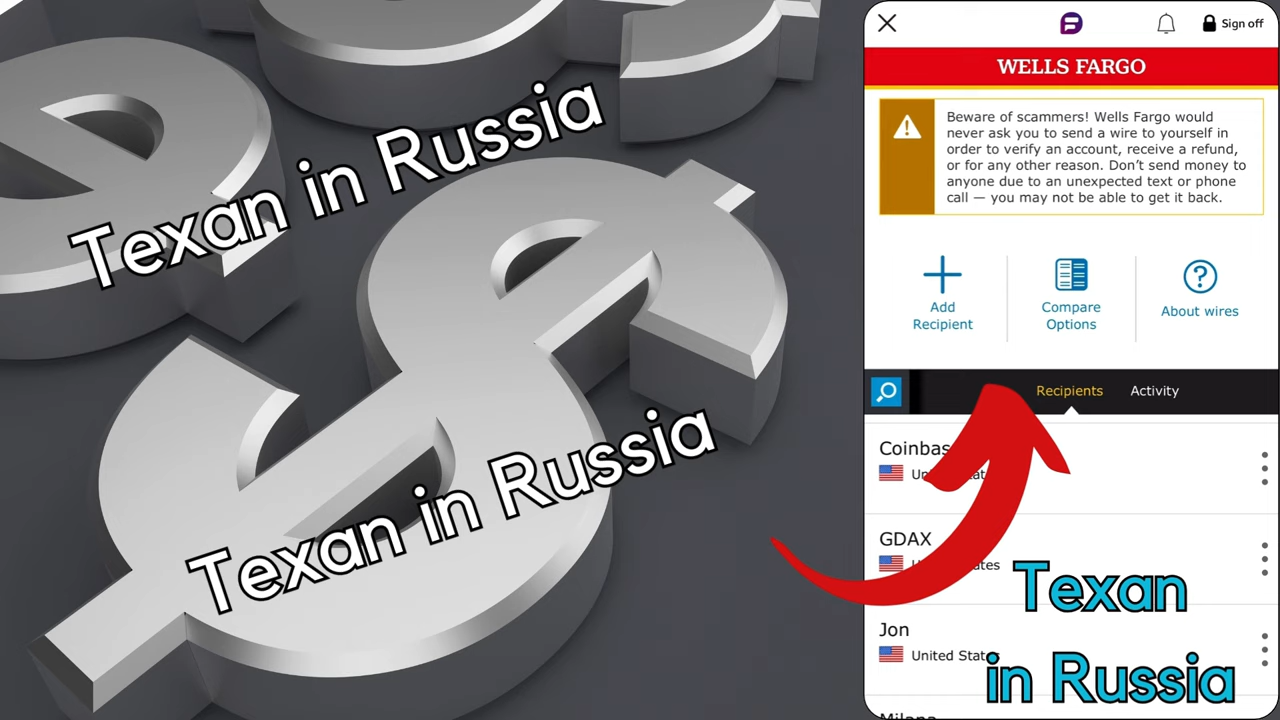 Texan in Russia
Texan in Russia
Sign off
WELLS FARGO
Beware of scammers! Wells Fargo would
never ask you to send a wire to yourself in
order to verify an account, receive a refund,
or for any other reason. Don’t send money to
anyone due to an unexpected text or phone
call — you may not be able to get it back.
Add
Recipient
Compare
Options
About wires
Recipients
Activity
GDAX
Jon
United States
Texan
in Russia